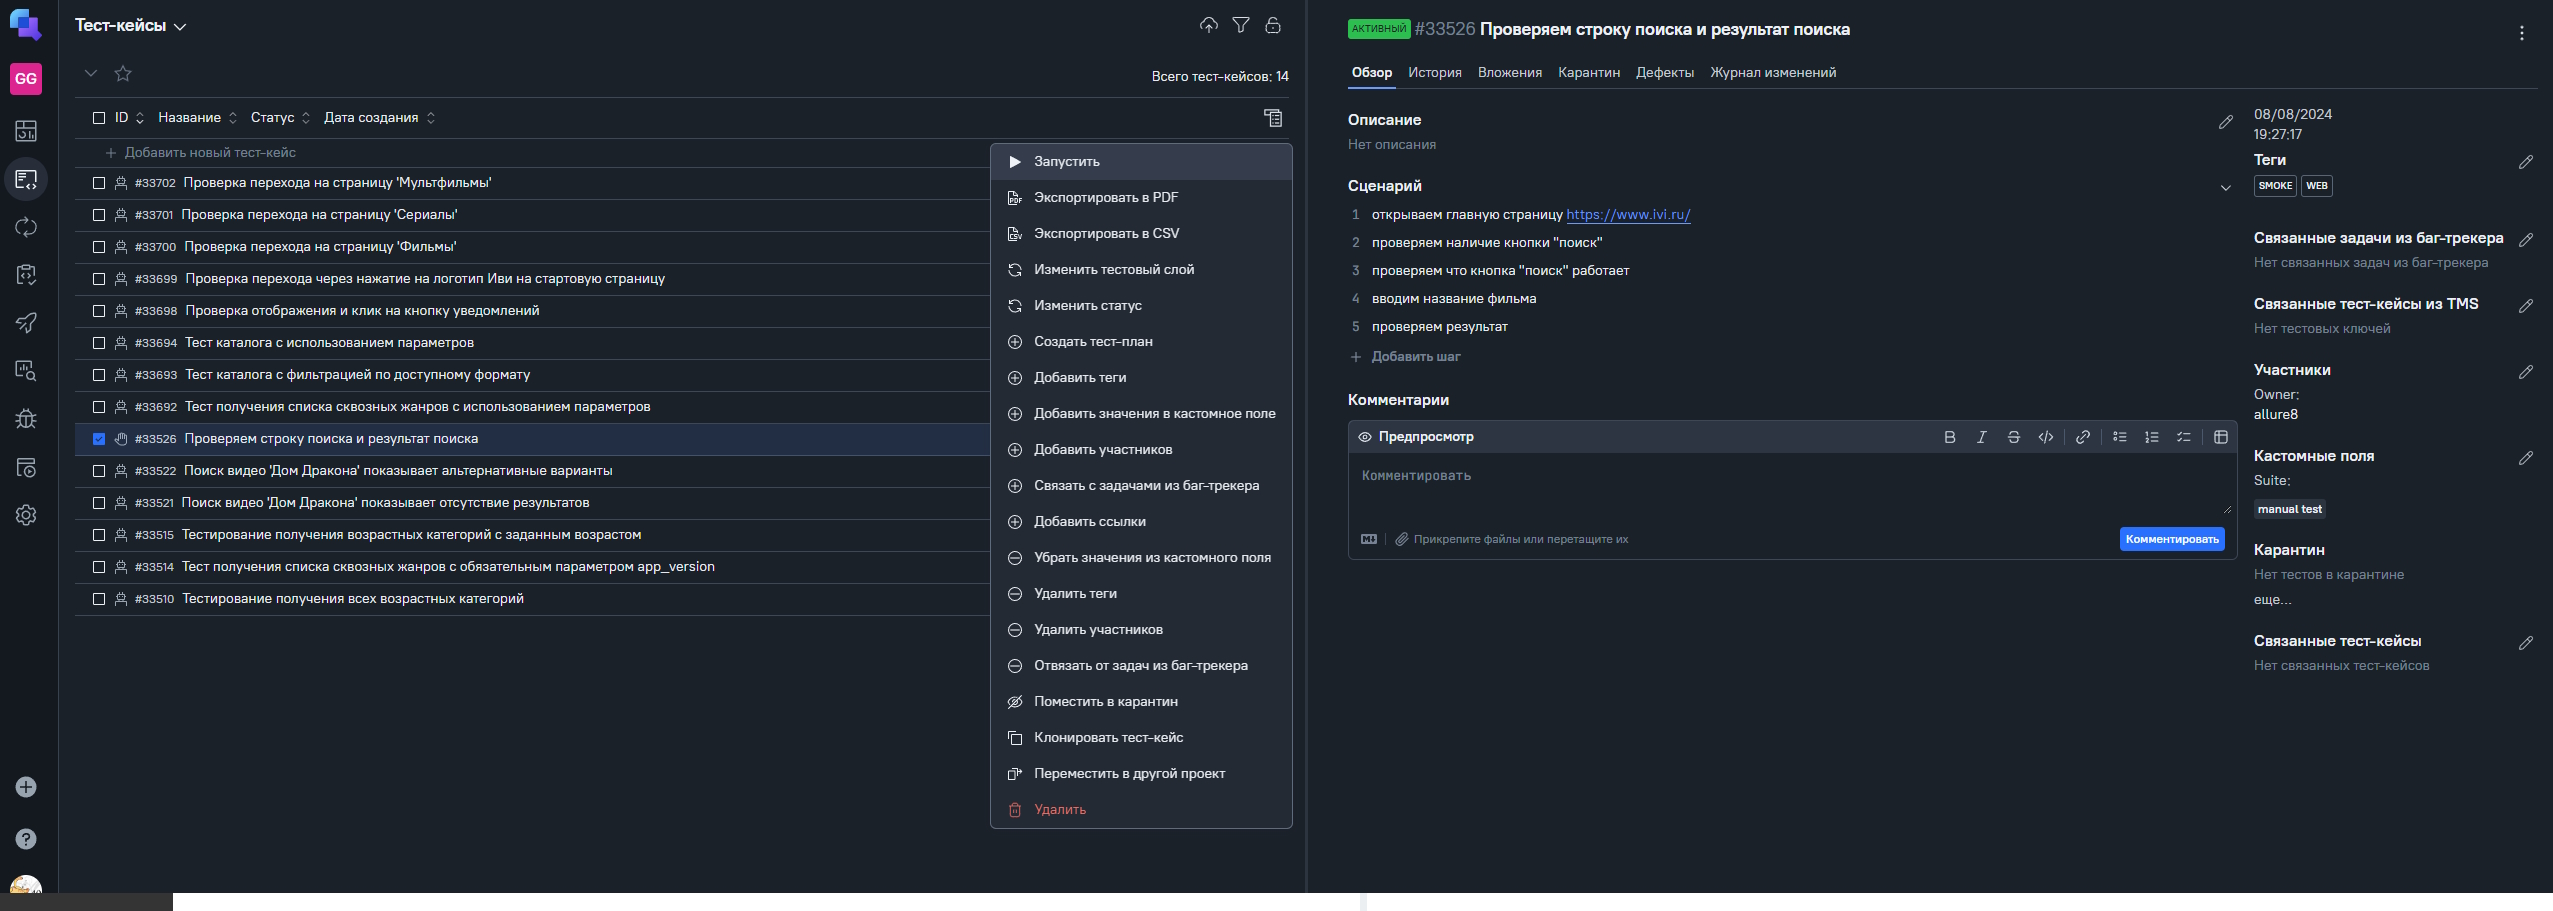 Тест-кейсы
GG
Всего тест-кейсов: 14
ID Название Статус Дата создания
Добавить новый тест-кейс
#33702 Проверка перехода на страницу 'Мультфильмы'
#33701 Проверка перехода на страницу 'Сериалы'
#33700 Проверка перехода на страницу 'Фильмы'
#33699 Проверка перехода через нажатие на логотип Иви на стартовую страницу
#33698 Проверка отображения и клик на кнопку уведомлений
#33694 Тест каталога с использованием параметров
#33693 Тест каталога с фильтрацией по доступному формату
#33692 Тест получения списка сквозных жанров с использованием параметров
#33526 Проверяем строку поиска и результат поиска
#33522 Поиск видео 'Дом Дракона' показывает альтернативные варианты
#33521 Поиск видео 'Дом Дракона' показывает отсутствие результатов
#33515 Тестирование получения возрастных категорий с заданным возрастом
#33514 Тест получения списка сквозных жанров с обязательным параметром app_version
#33510 Тестирование получения всех возрастных категорий
Запустить
Экспортировать в PDF
Экспортировать в CSV
Изменить тестовый слой
Изменить статус
Создать тест-план
Добавить теги
Добавить значения в кастомное поле
Добавить участников
Связать с задачами из баг-трекера
Добавить ссылки
Убрать значения из кастомного поля
Удалить теги
Удалить участников
Отвязать от задач из баг-трекера
Поместить в карантин
Клонировать тест-кейс
Переместить в другой проект
Удалить
АКТИВНЫЙ #33526 Проверяем строку поиска и результат поиска
Обзор История Вложения Карантин Дефекты Журнал изменений
Описание
Нет описания
Сценарий
1 открываем главную страницу https://www.ivi.ru/
2 проверяем наличие кнопки "поиск"
3 проверяем что кнопка "поиск" работает
4 вводим название фильма
5 проверяем результат
Добавить шаг
Комментарии
Предпросмотр
Комментировать
Прикрепите файлы или перетащите их
Комментировать
08/08/2024
19:27:17
Теги
SMOKE WEB
Связанные задачи из баг-трекера
Нет связанных задач из баг-трекера
Связанные тест-кейсы из TMS
Нет тестовых ключей
Участники
Owner:
allure8
Кастомные поля
Suite:
manual test
Карантин
Нет тестов в карантине
еще...
Связанные тест-кейсы
Нет связанных тест-кейсов